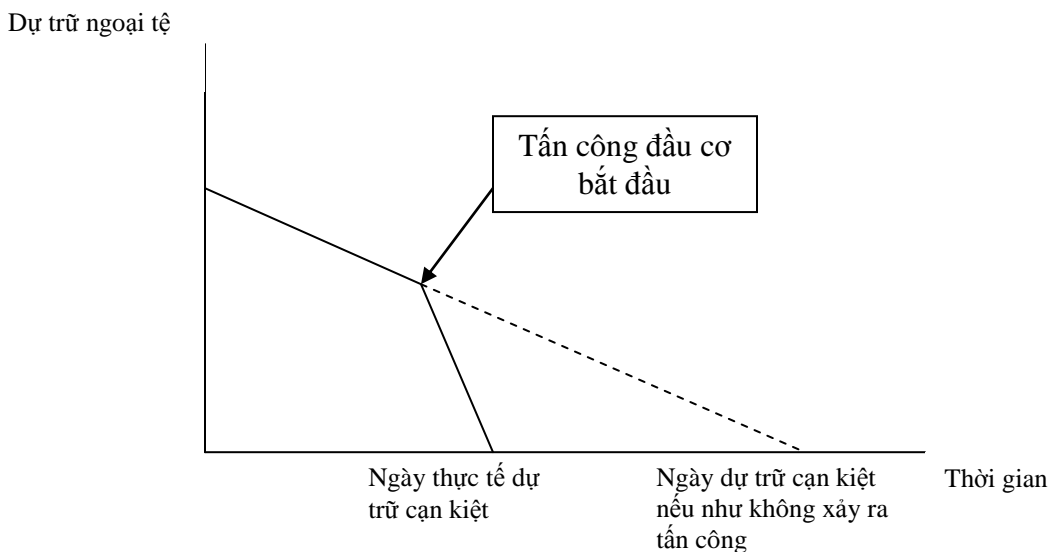 Dự trữ ngoại tệ
Tấn công đầu cơ
bắt đầu
Ngày thực tế dự
trữ cạn kiệt
Ngày dự trữ cạn kiệt
nếu như không xảy ra
tấn công
Thời gian